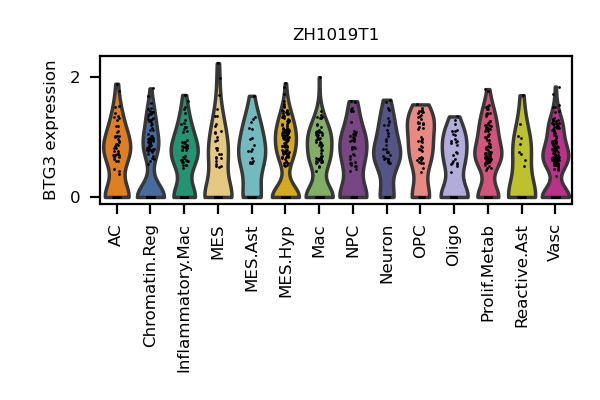 ZH1019T1
BTG3 expression
2
0
AC
Chromatin.Reg
Inflammatory.Mac
MES
MES.Ast
MES.Hyp
Mac
NPC
Neuron
OPC
Oligo
Prolif.Metab
Reactive.Ast
Vasc